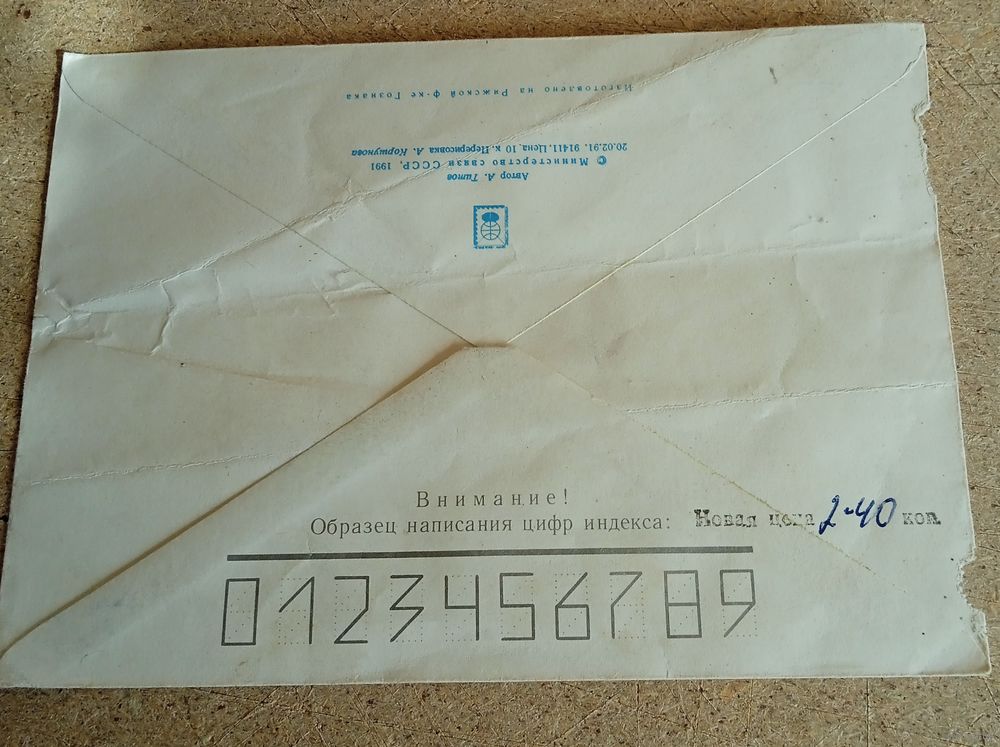 Изготовлено на Рижской ф-ке Гознака
20.02.91. 91411. Цена 10 к. Перерисовка А. Коршунова
© Министерство связи СССР, 1991
Автор А. Титов
Внимание!
Образец написания цифр индекса: Новая цена 2-40 коп.
0123456789